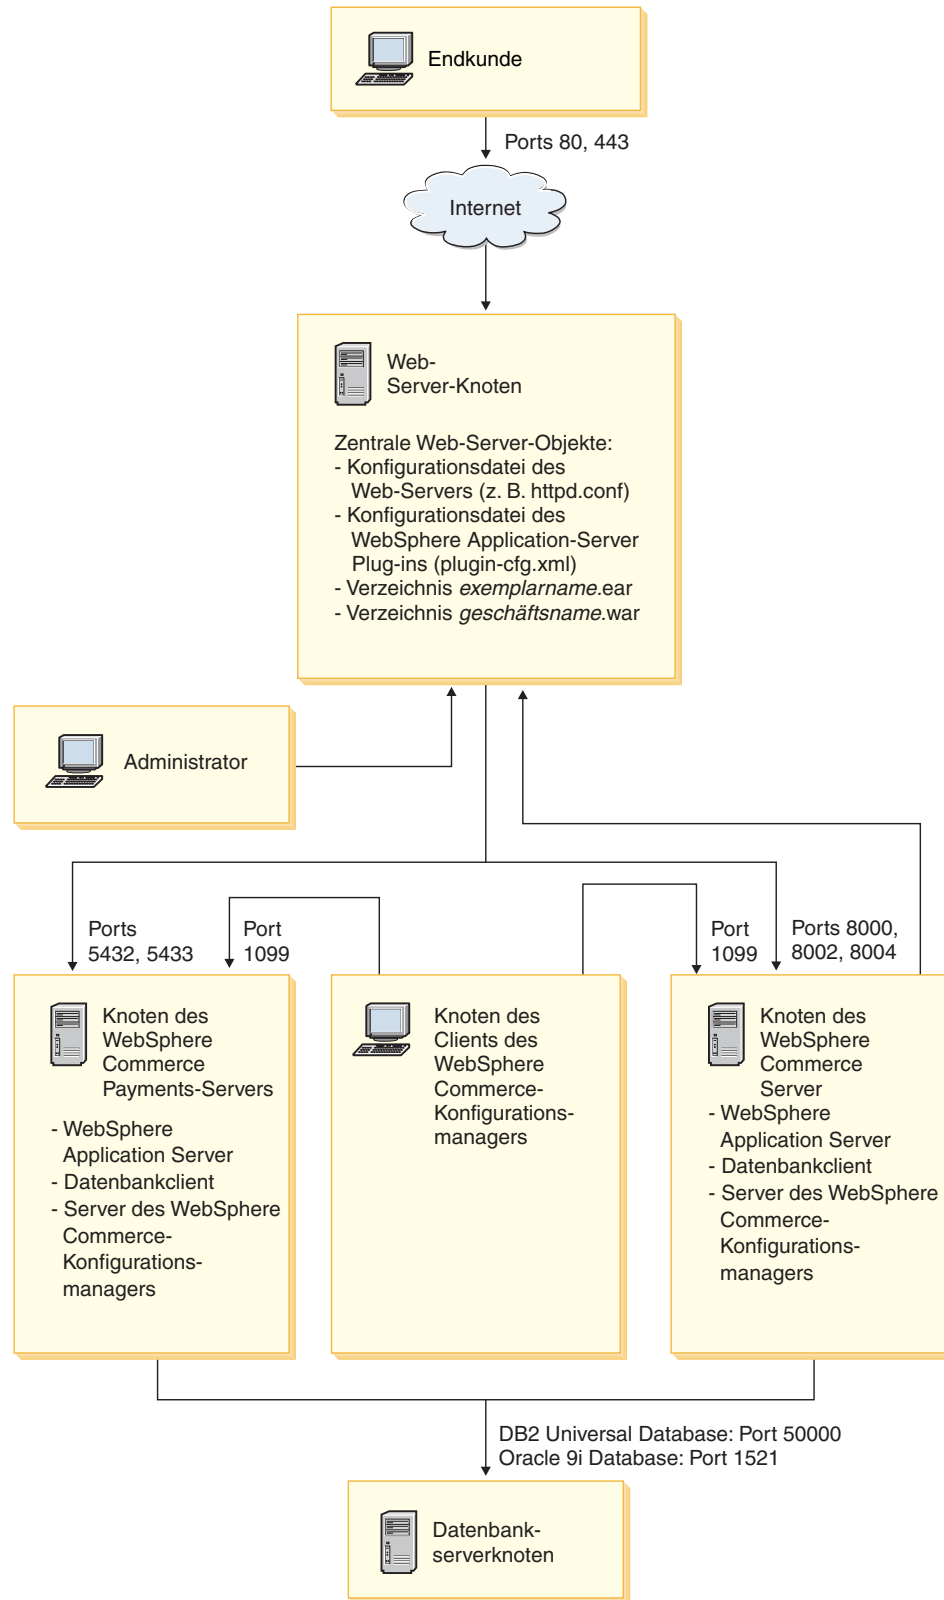 Endkunde
Ports 80, 443
Internet
Web-
Server-Knoten
Zentrale Web-Server-Objekte:
- Konfigurationsdatei des
Web-Servers (z. B. httpd.conf)
- Konfigurationsdatei des
WebSphere Application-Server
Plug-ins (plugin-cfg.xml)
- Verzeichnis exemplarname.ear
- Verzeichnis geschäftsname.war
Administrator
Ports
5432, 5433
Port
1099
Port
1099
Ports 8000,
8002, 8004
Knoten des
WebSphere
Commerce
Payments-Servers
- WebSphere
Application Server
- Datenbankclient
- Server des WebSphere
Commerce-
Konfigurations-
managers
Knoten des
Clients des
WebSphere
Commerce-
Konfigurations-
managers
Knoten des
WebSphere
Commerce
Server
- WebSphere
Application Server
- Datenbankclient
- Server des WebSphere
Commerce-
Konfigurations-
managers
DB2 Universal Database: Port 50000
Oracle 9i Database: Port 1521
Datenbank-
serverknoten